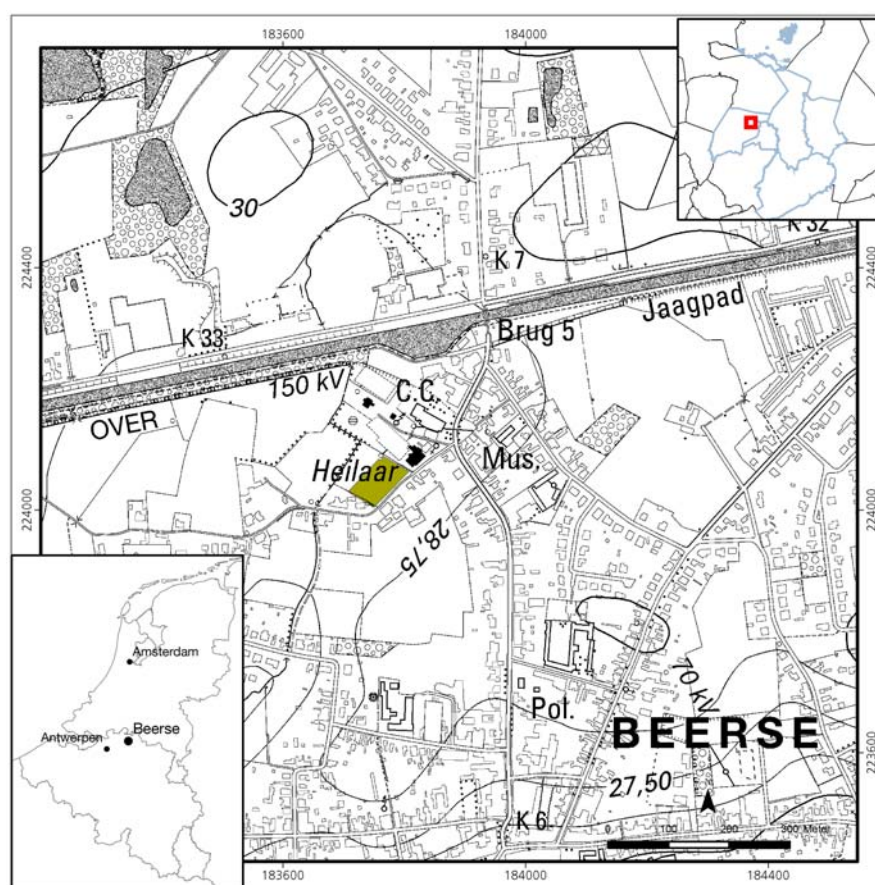 183600
184000
30
K 32
224400
224400
K 7
Jaagpad
Brug 5
K 33
150 kV
C.C.
OVER
Mus.
Heilaar
224000
224000
28,75
Amsterdam
70 kV
Pol.
Antwerpen
Beerse
BEERSE
223600
27,50
K 6
0 100 200 300 Meter
183600
184000
184400